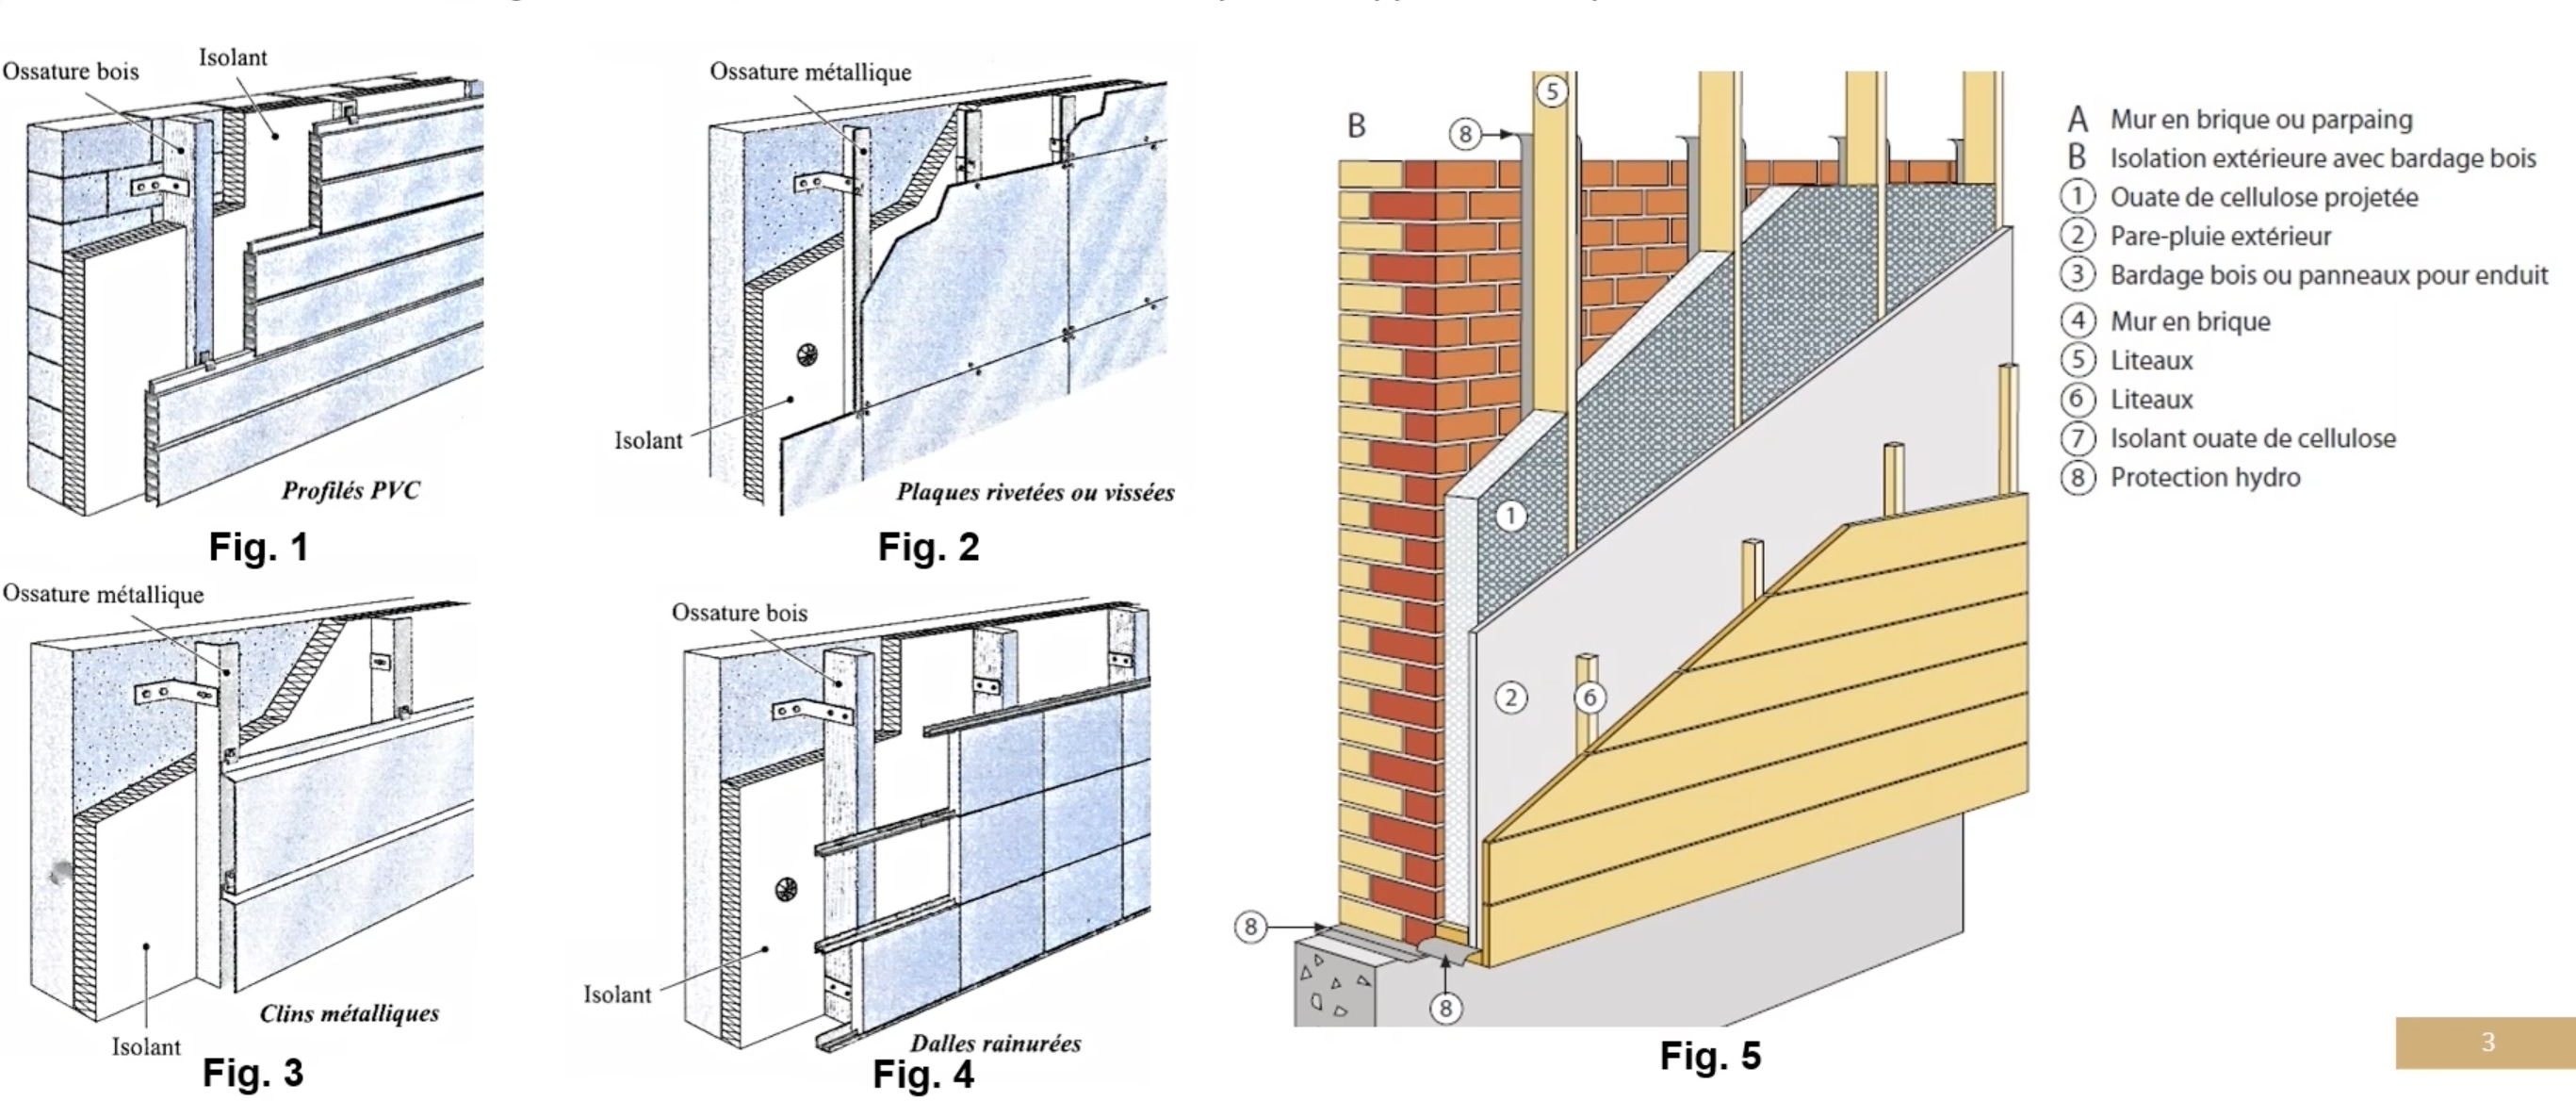 Ossature bois
Isolant
Profilés PVC
Fig. 1
Ossature métallique
Isolant
Plaques rivetées ou vissées
Fig. 2
Ossature métallique
Clins métalliques
Isolant
Fig. 3
Ossature bois
Isolant
Dalles rainurées
Fig. 4
B
5
8
1
2
6
8
8
Fig. 5
A Mur en brique ou parpaing
B Isolation extérieure avec bardage bois
1 Ouate de cellulose projetée
2 Pare-pluie extérieur
3 Bardage bois ou panneaux pour enduit
4 Mur en brique
5 Liteaux
6 Liteaux
7 Isolant ouate de cellulose
8 Protection hydro
3